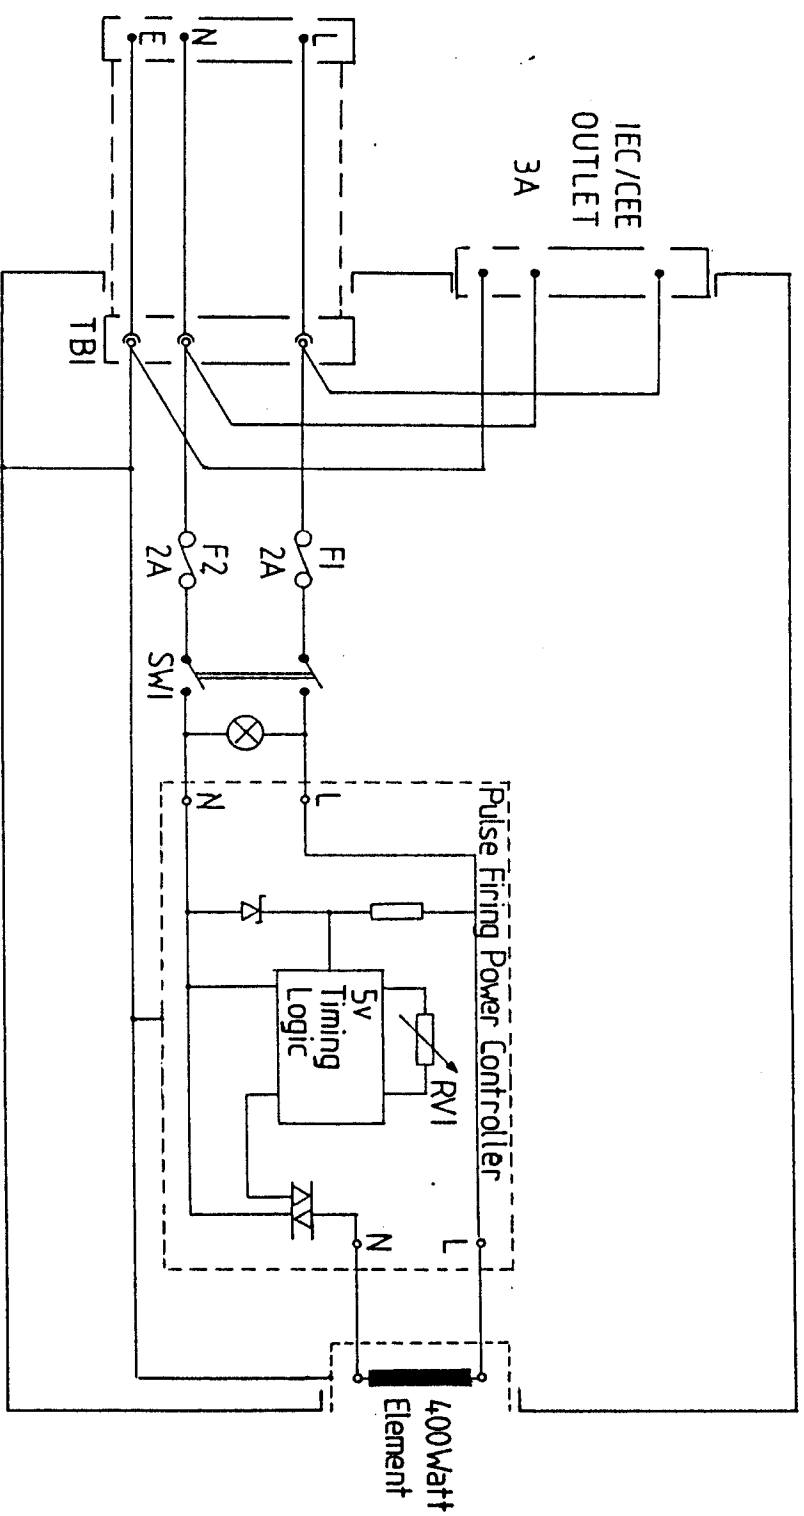 E
N
L
IEC/CEE
OUTLET
3A
TB1
F1
2A
F2
2A
SW1
L
N
Pulse Firing Power Controller
5v
Timing
Logic
RV1
L
N
400Watt
Element